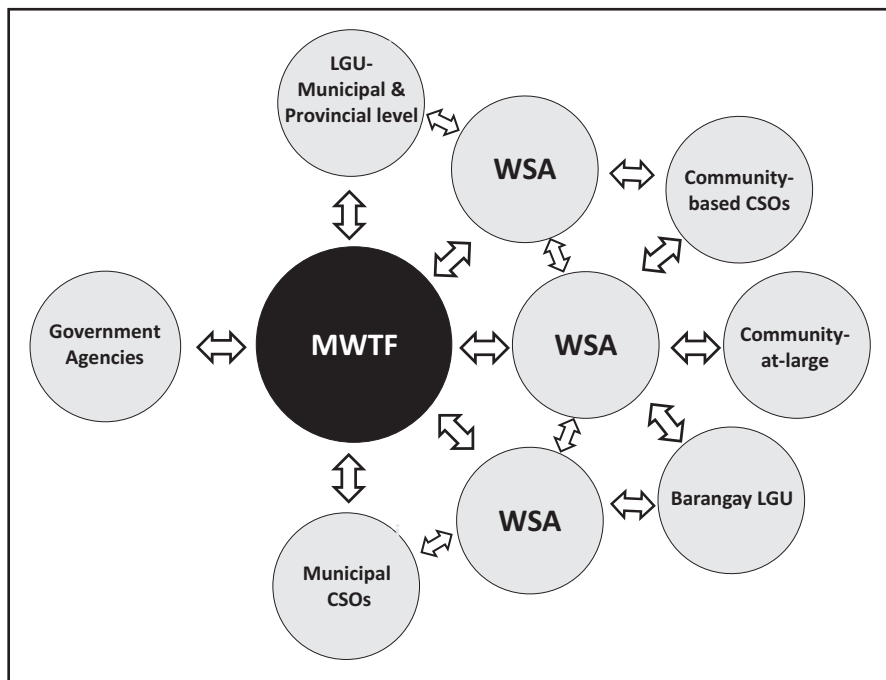 LGU-
Municipal &
Provincial level
WSA
Community-
based CSOs
Government
Agencies
MWTF
WSA
Community-
at-large
WSA
Barangay LGU
Municipal
CSOs